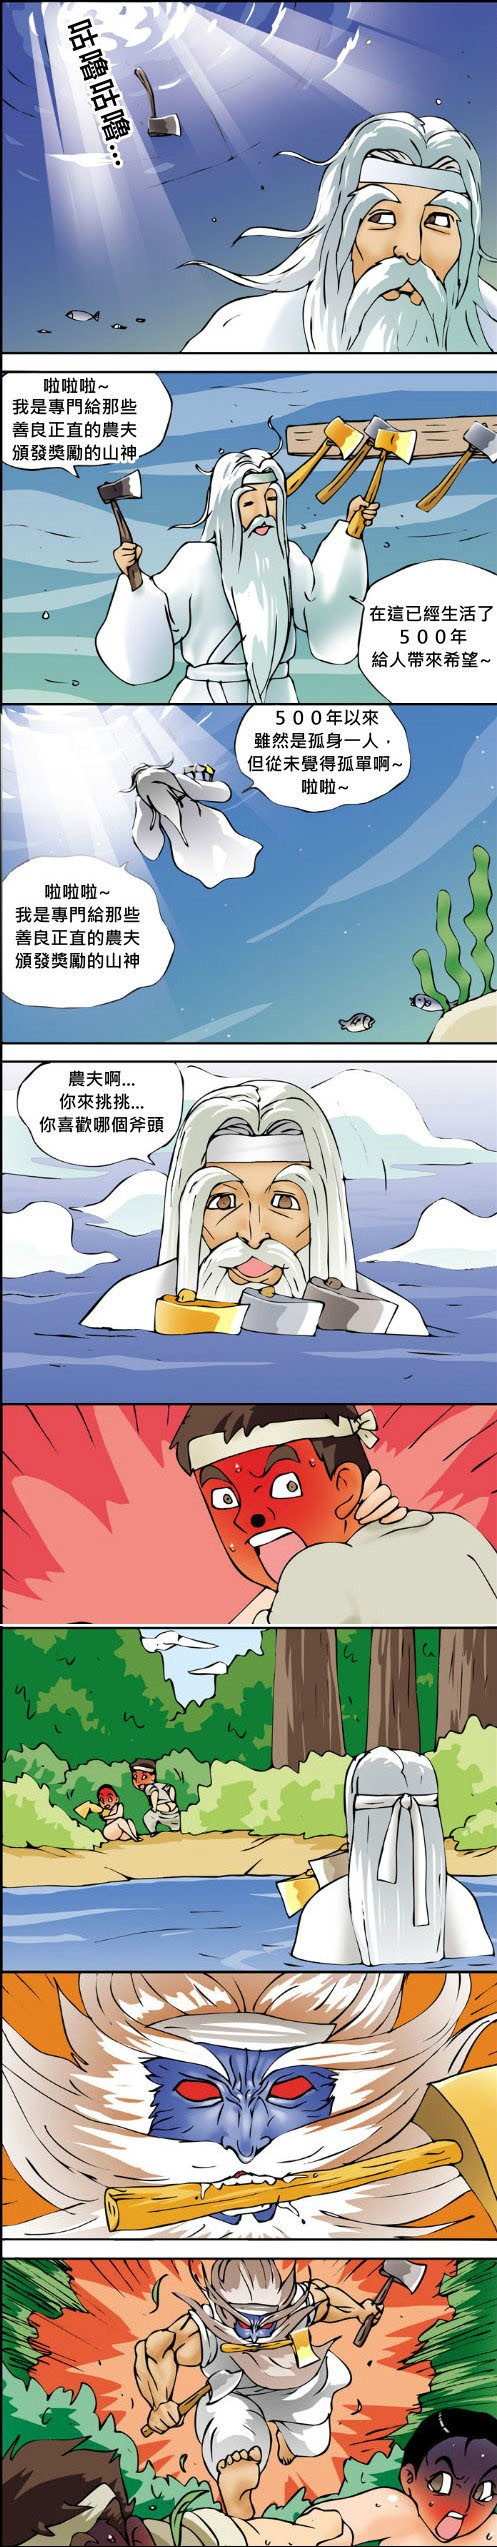 咕嚕咕嚕…
啦啦啦~
我是專門給那些
善良正直的農夫
頒發獎勵的山神
在這已經生活了
５００年
給人帶來希望~
５００年以來
雖然是孤身一人，
但從未覺得孤單啊~
啦啦~
啦啦啦~
我是專門給那些
善良正直的農夫
頒發獎勵的山神
農夫啊...
你來挑挑...
你喜歡哪個斧頭